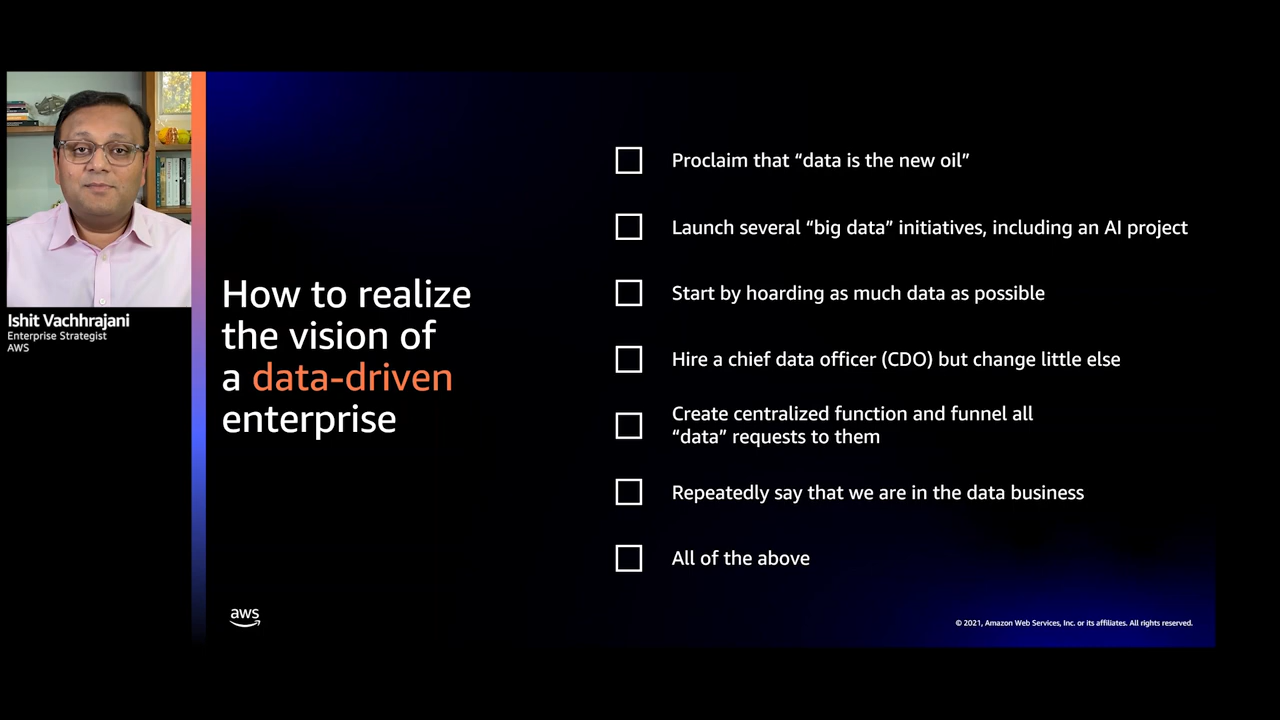 Ishit Vachhrajani
Enterprise Strategist
AWS
How to realize
the vision of
a data-driven
enterprise
Proclaim that “data is the new oil”
Launch several “big data” initiatives, including an AI project
Start by hoarding as much data as possible
Hire a chief data officer (CDO) but change little else
Create centralized function and funnel all
“data” requests to them
Repeatedly say that we are in the data business
All of the above
aws
© 2021, Amazon Web Services, Inc. or its affiliates. All rights reserved.